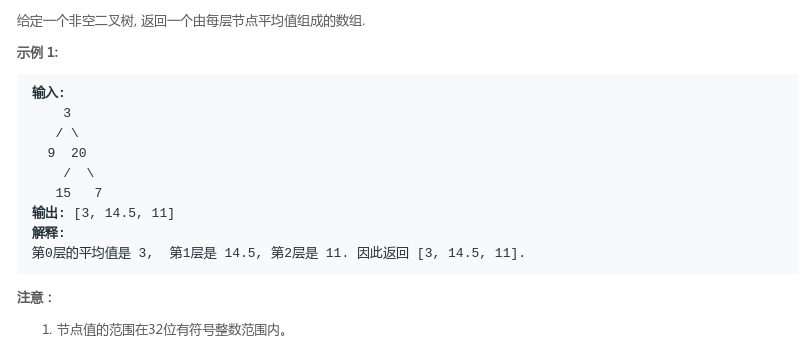 给定一个非空二叉树, 返回一个由每层节点平均值组成的数组.
示例 1:
输入:
3
/ \
9  20
/  \
15   7
输出: [3, 14.5, 11]
解释:
第0层的平均值是 3,  第1层是 14.5, 第2层是 11. 因此返回 [3, 14.5, 11].
注意：
1. 节点值的范围在32位有符号整数范围内。